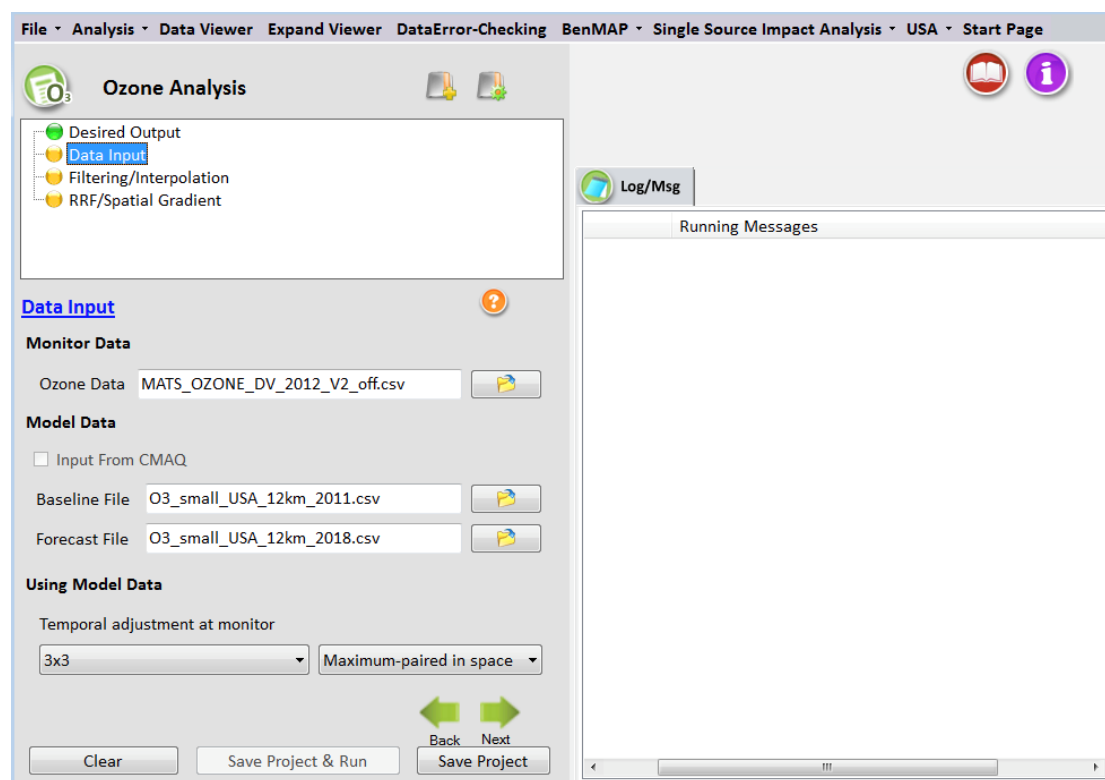 File Analysis Data Viewer Expand Viewer DataError-Checking BenMAP Single Source Impact Analysis USA Start Page
O3
Ozone Analysis
i
Desired Output
Data Input
Filtering/Interpolation
RRF/Spatial Gradient
Log/Msg
Running Messages
Data Input
?
Monitor Data
Ozone Data MATS_OZONE_DV_2012_V2_off.csv
Model Data
Input From CMAQ
Baseline File O3_small_USA_12km_2011.csv
Forecast File O3_small_USA_12km_2018.csv
Using Model Data
Temporal adjustment at monitor
3x3 Maximum-paired in space
Back Next
Clear Save Project & Run Save Project